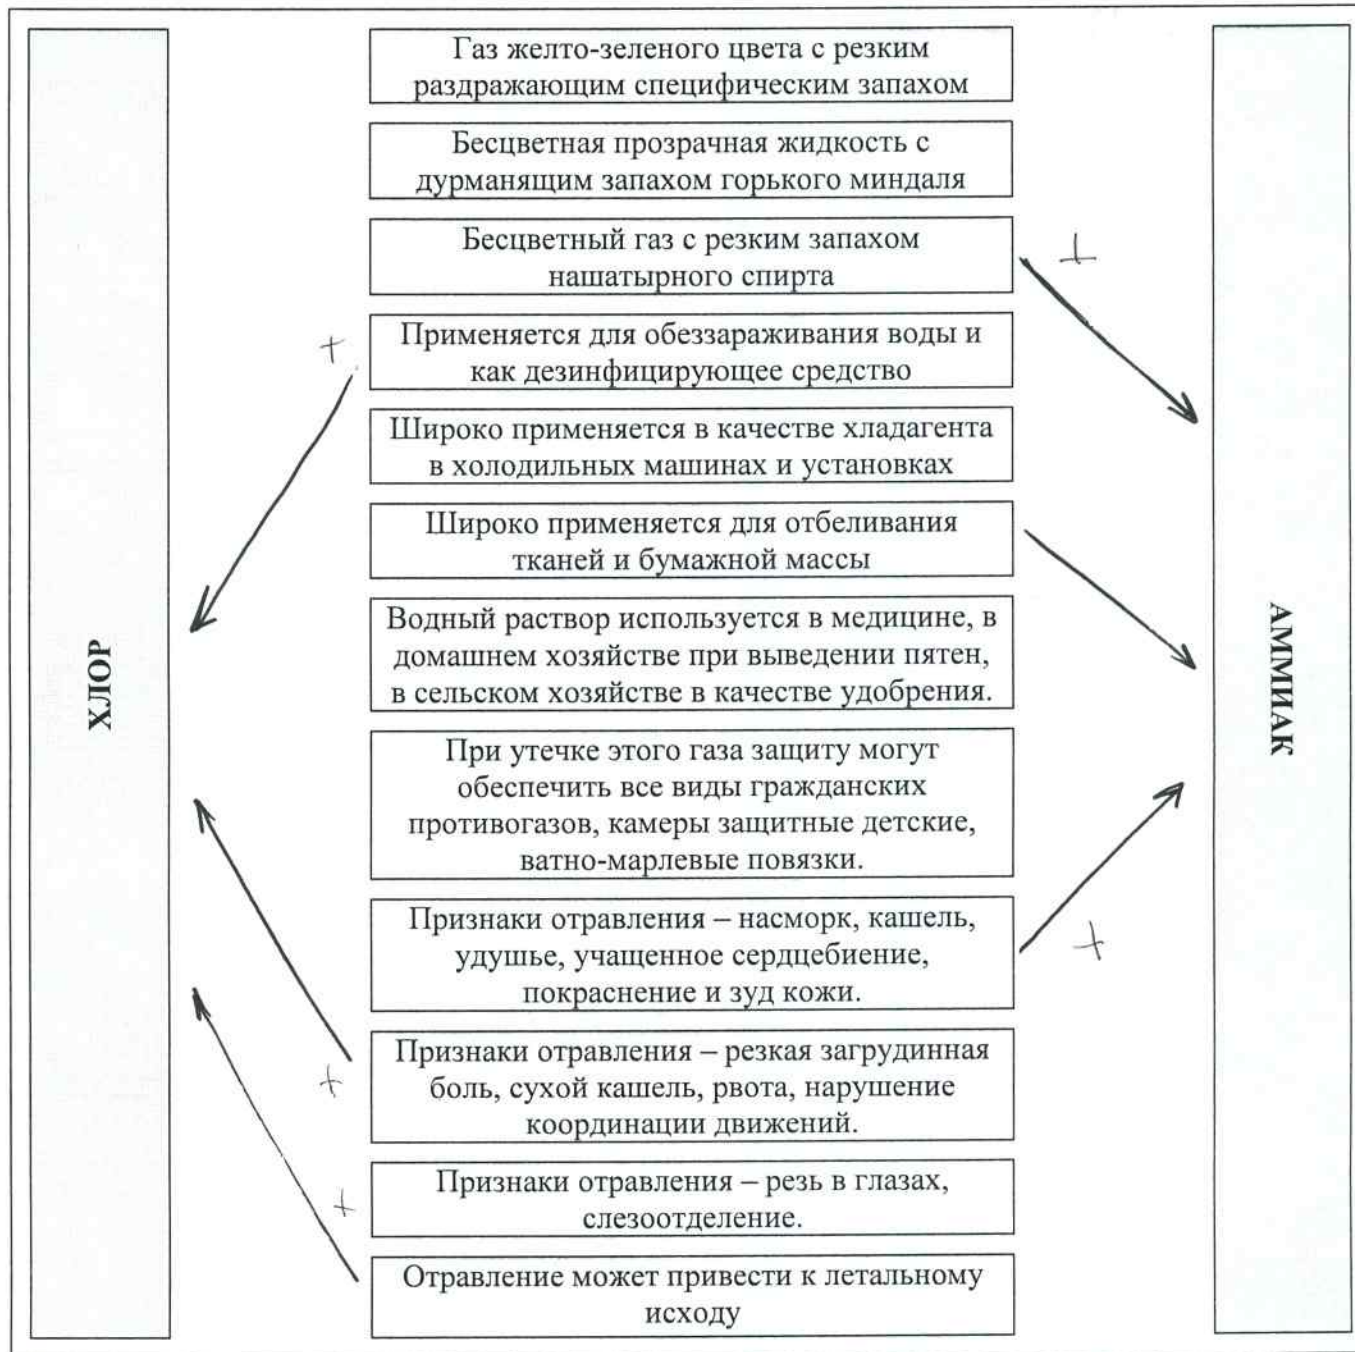 ХЛОР
Газ желто-зеленого цвета с резким
раздражающим специфическим запахом
Бесцветная прозрачная жидкость с
дурманящим запахом горького миндаля
Бесцветный газ с резким запахом
нашатырного спирта
+
Применяется для обеззараживания воды и
как дезинфицирующее средство
+
Широко применяется в качестве хладагента
в холодильных машинах и установках
Широко применяется для отбеливания
тканей и бумажной массы
Водный раствор используется в медицине, в
домашнем хозяйстве при выведении пятен,
в сельском хозяйстве в качестве удобрения.
При утечке этого газа защиту могут
обеспечить все виды гражданских
противогазов, камеры защитные детские,
ватно-марлевые повязки.
Признаки отравления – насморк, кашель,
удушье, учащенное сердцебиение,
покраснение и зуд кожи.
+
Признаки отравления – резкая загрудинная
боль, сухой кашель, рвота, нарушение
координации движений.
+
Признаки отравления – резь в глазах,
слезоотделение.
+
Отравление может привести к летальному
исходу
АММИАК